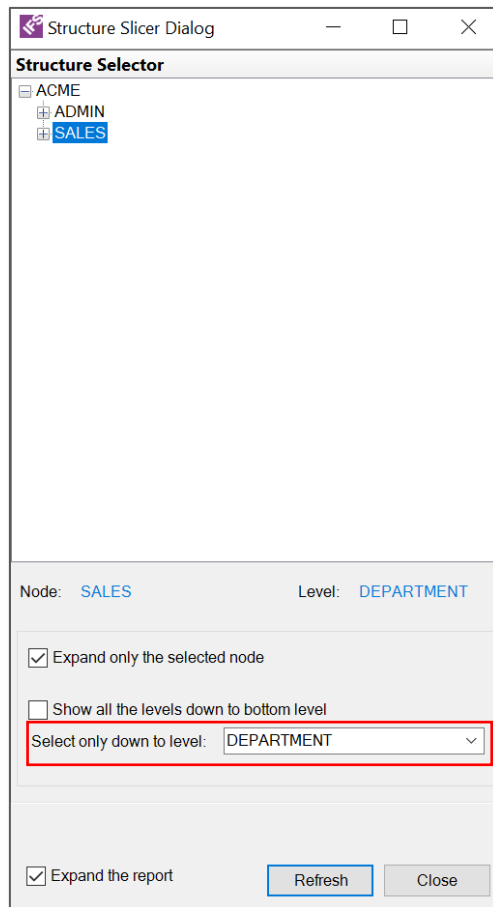 IFS Structure Slicer Dialog
Structure Selector
ACME
ADMIN
SALES
Node: SALES Level: DEPARTMENT
Expand only the selected node
Show all the levels down to bottom level
Select only down to level: DEPARTMENT
Expand the report Refresh Close